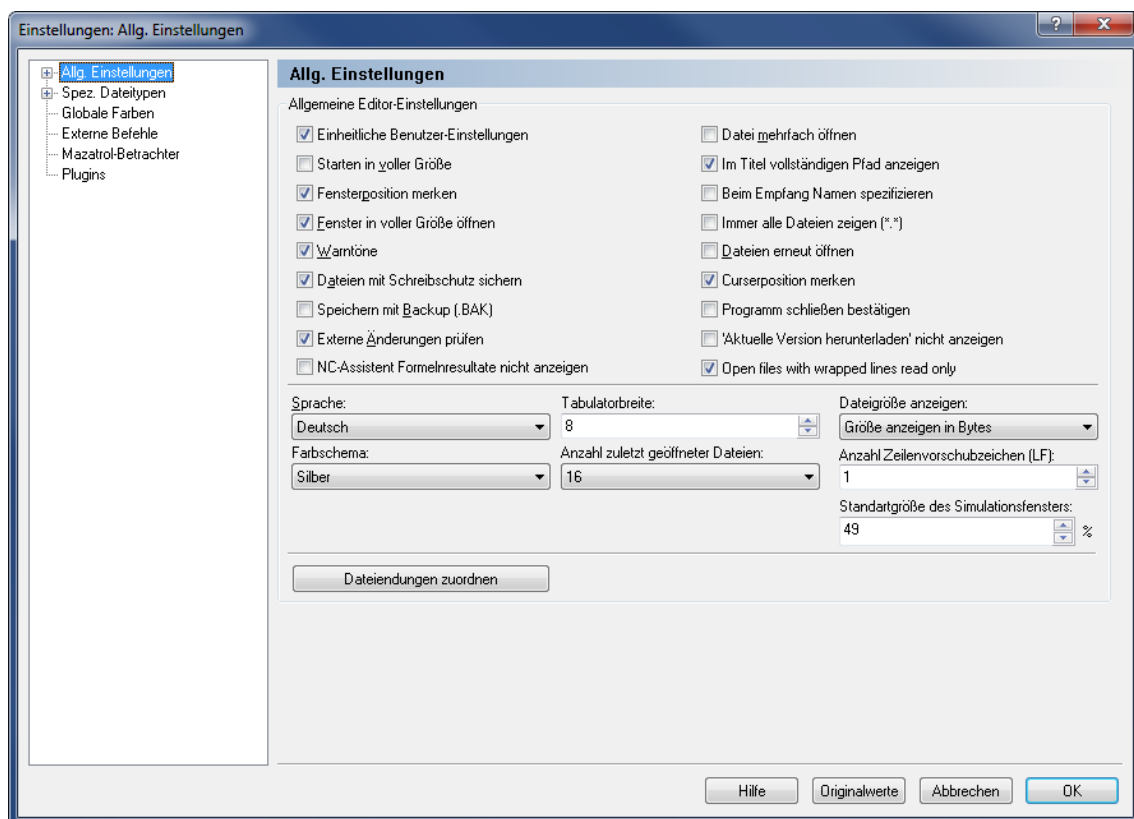 Einstellungen: Allg. Einstellungen
?
Allg. Einstellungen
Spez. Dateitypen
Globale Farben
Externe Befehle
Mazatrol-Betrachter
Plugins
Allg. Einstellungen
Allgemeine Editor-Einstellungen
Einheitliche Benutzer-Einstellungen
Starten in voller Größe
Fensterposition merken
Fenster in voller Größe öffnen
Warntöne
Dateien mit Schreibschutz sichern
Speichern mit Backup (.BAK)
Externe Änderungen prüfen
NC-Assistent Formelnresultate nicht anzeigen
Datei mehrfach öffnen
Im Titel vollständigen Pfad anzeigen
Beim Empfang Namen spezifizieren
Immer alle Dateien zeigen (*.*)
Dateien erneut öffnen
Curserposition merken
Programm schließen bestätigen
'Aktuelle Version herunterladen' nicht anzeigen
Open files with wrapped lines read only
Sprache:
Deutsch
Tabulatorbreite:
8
Dateigröße anzeigen:
Größe anzeigen in Bytes
Farbschema:
Silber
Anzahl zuletzt geöffneter Dateien:
16
Anzahl Zeilenvorschubzeichen (LF):
1
Standartgröße des Simulationsfensters:
49 %
Dateiendungen zuordnen
Hilfe
Originalwerte
Abbrechen
OK